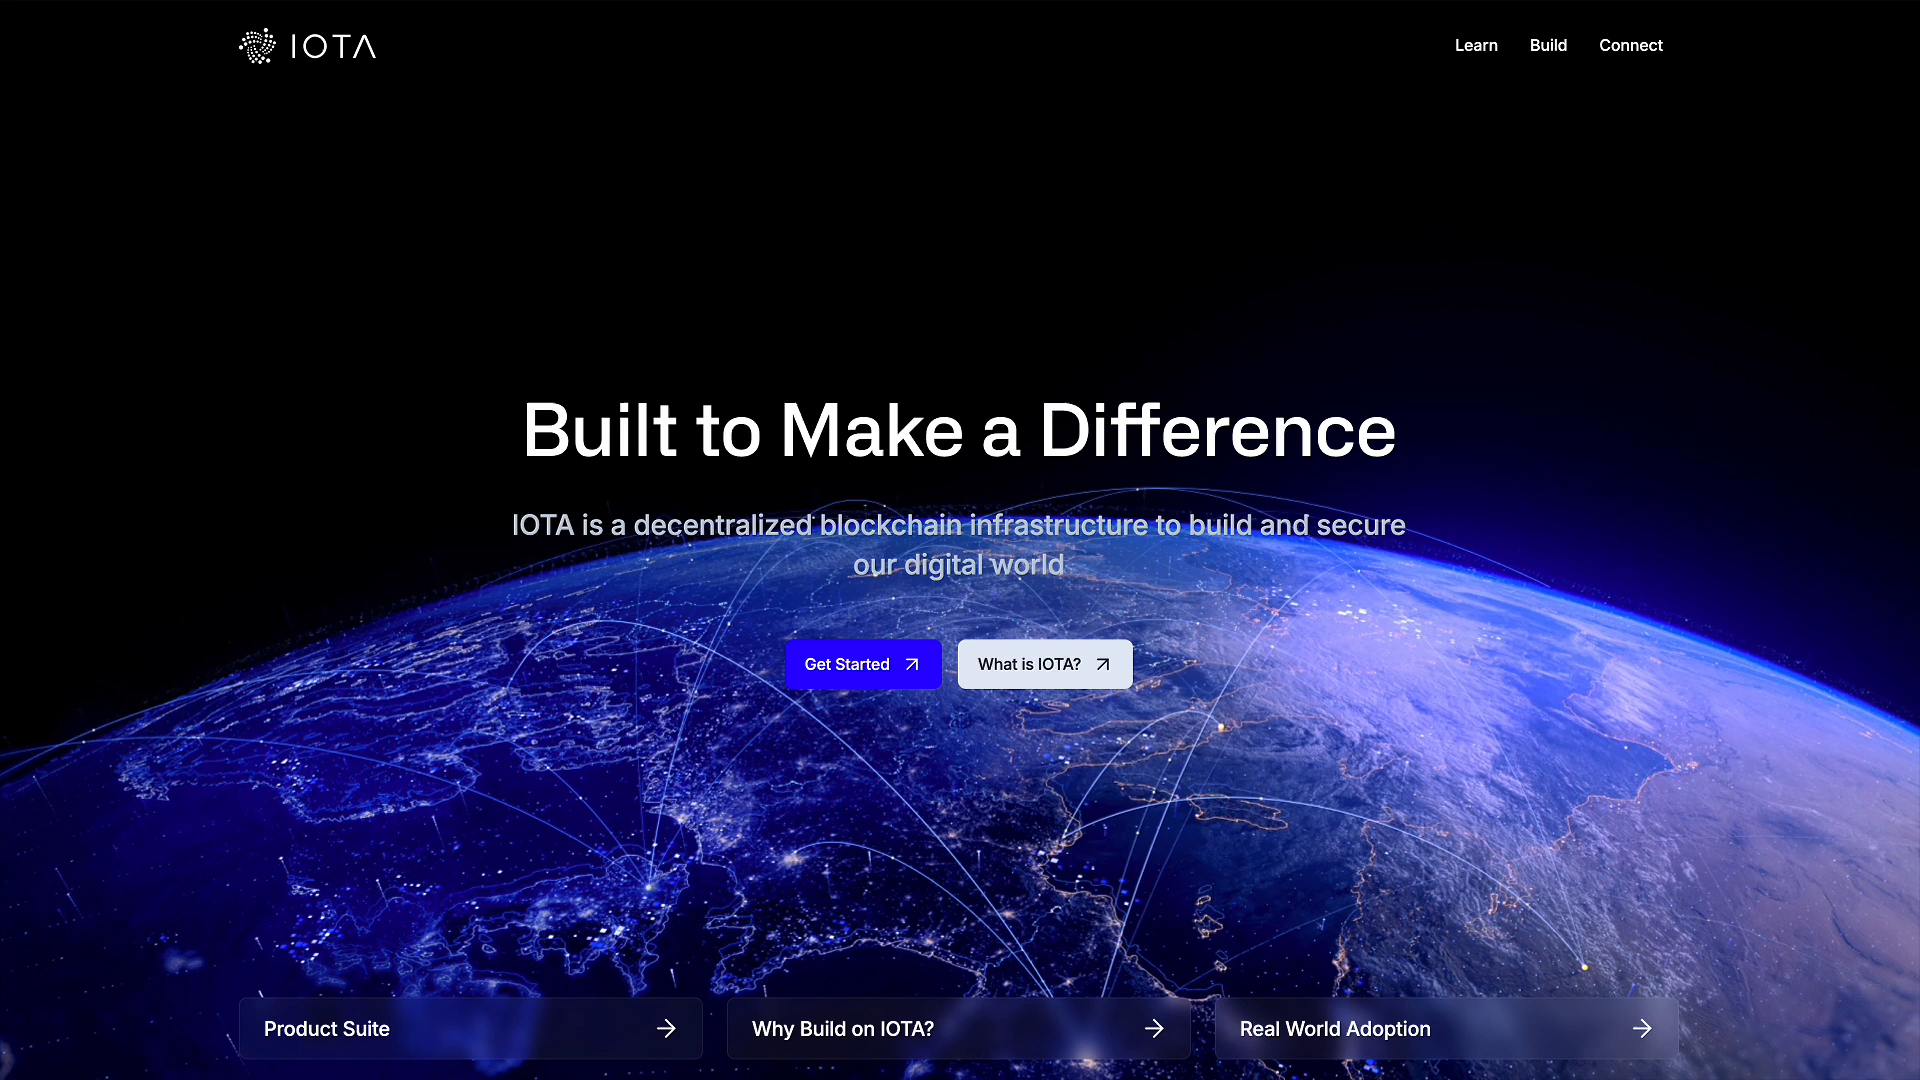 IOTA
Learn
Build
Connect
Built to Make a Difference
IOTA is a decentralized blockchain infrastructure to build and secure
our digital world
Get Started
What is IOTA?
Product Suite
Why Build on IOTA?
Real World Adoption